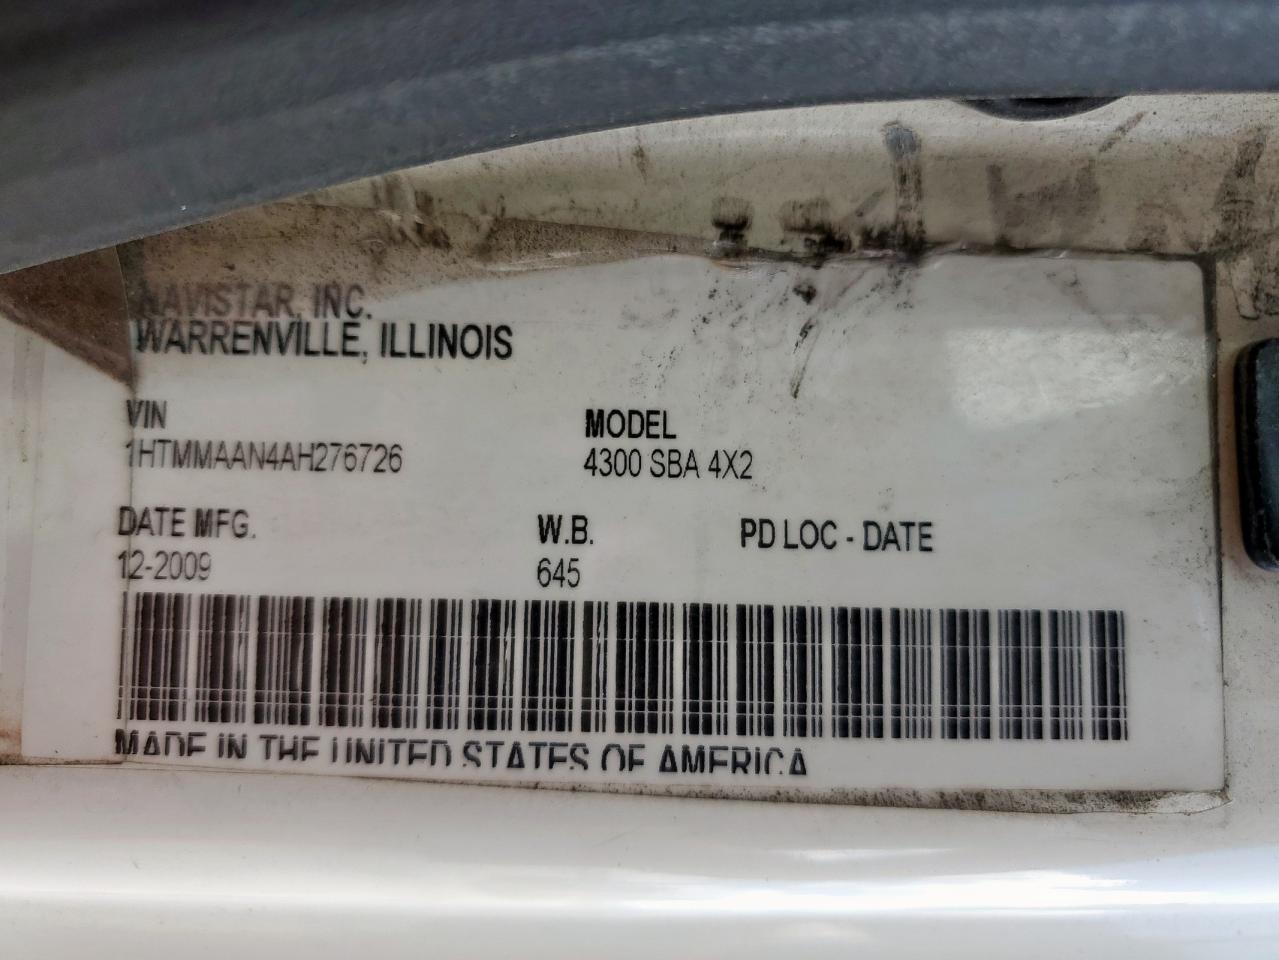 NAVISTAR, INC.
WARRENVILLE, ILLINOIS
VIN MODEL
1HTMMAAN4AH276726 4300 SBA 4X2
DATE MFG. W.B. PD LOC - DATE
12-2009 645
MADE IN THE UNITED STATES OF AMERICA